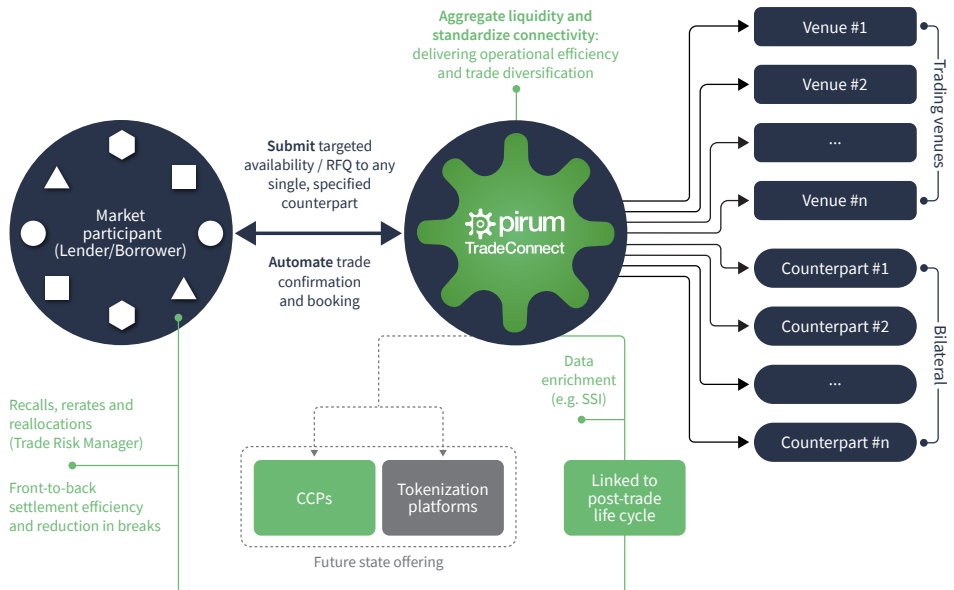 Aggregate liquidity and
standardize connectivity:
delivering operational efficiency
and trade diversification
Market
participant
(Lender/Borrower)
Submit targeted
availability / RFQ to any
single, specified
counterpart
Automate trade
confirmation
and booking
pirum
TradeConnect
Venue #1
Venue #2
...
Venue #n
Trading venues
Counterpart #1
Counterpart #2
...
Counterpart #n
Bilateral
Recalls, rerates and
reallocations
(Trade Risk Manager)
Front-to-back
settlement efficiency
and reduction in breaks
CCPs
Tokenization
platforms
Future state offering
Data
enrichment
(e.g. SSI)
Linked to
post-trade
life cycle